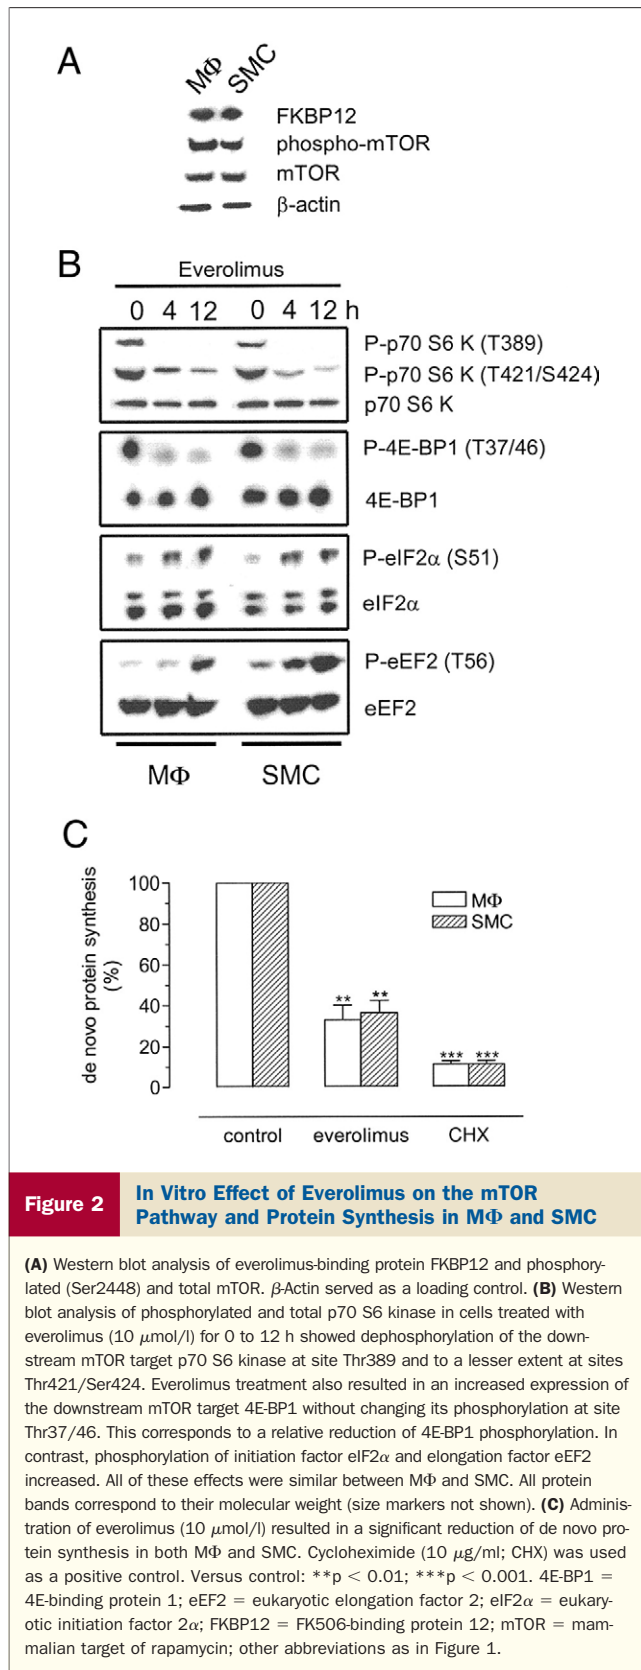 A
MΦ SMC
FKBP12
phospho-mTOR
mTOR
β-actin
B
Everolimus
0 4 12 0 4 12 h
P-p70 S6 K (T389)
P-p70 S6 K (T421/S424)
p70 S6 K
P-4E-BP1 (T37/46)
4E-BP1
P-eIF2α (S51)
eIF2α
P-eEF2 (T56)
eEF2
MΦ SMC
C
de novo protein synthesis
(%)
100
80
60
40
20
0
MΦ
SMC
** **
*** ***
control everolimus CHX
Figure 2
In Vitro Effect of Everolimus on the mTOR
Pathway and Protein Synthesis in MΦ and SMC
(A) Western blot analysis of everolimus-binding protein FKBP12 and phosphory-
lated (Ser2448) and total mTOR. β-Actin served as a loading control. (B) Western
blot analysis of phosphorylated and total p70 S6 kinase in cells treated with
everolimus (10 μmol/l) for 0 to 12 h showed dephosphorylation of the down-
stream mTOR target p70 S6 kinase at site Thr389 and to a lesser extent at sites
Thr421/Ser424. Everolimus treatment also resulted in an increased expression of
the downstream mTOR target 4E-BP1 without changing its phosphorylation at site
Thr37/46. This corresponds to a relative reduction of 4E-BP1 phosphorylation. In
contrast, phosphorylation of initiation factor eIF2α and elongation factor eEF2
increased. All of these effects were similar between MΦ and SMC. All protein
bands correspond to their molecular weight (size markers not shown). (C) Adminis-
tration of everolimus (10 μmol/l) resulted in a significant reduction of de novo pro-
tein synthesis in both MΦ and SMC. Cycloheximide (10 μg/ml; CHX) was used
as a positive control. Versus control: **p < 0.01; ***p < 0.001. 4E-BP1 =
4E-binding protein 1; eEF2 = eukaryotic elongation factor 2; eIF2α = eukary-
otic initiation factor 2α; FKBP12 = FK506-binding protein 12; mTOR = mam-
malian target of rapamycin; other abbreviations as in Figure 1.